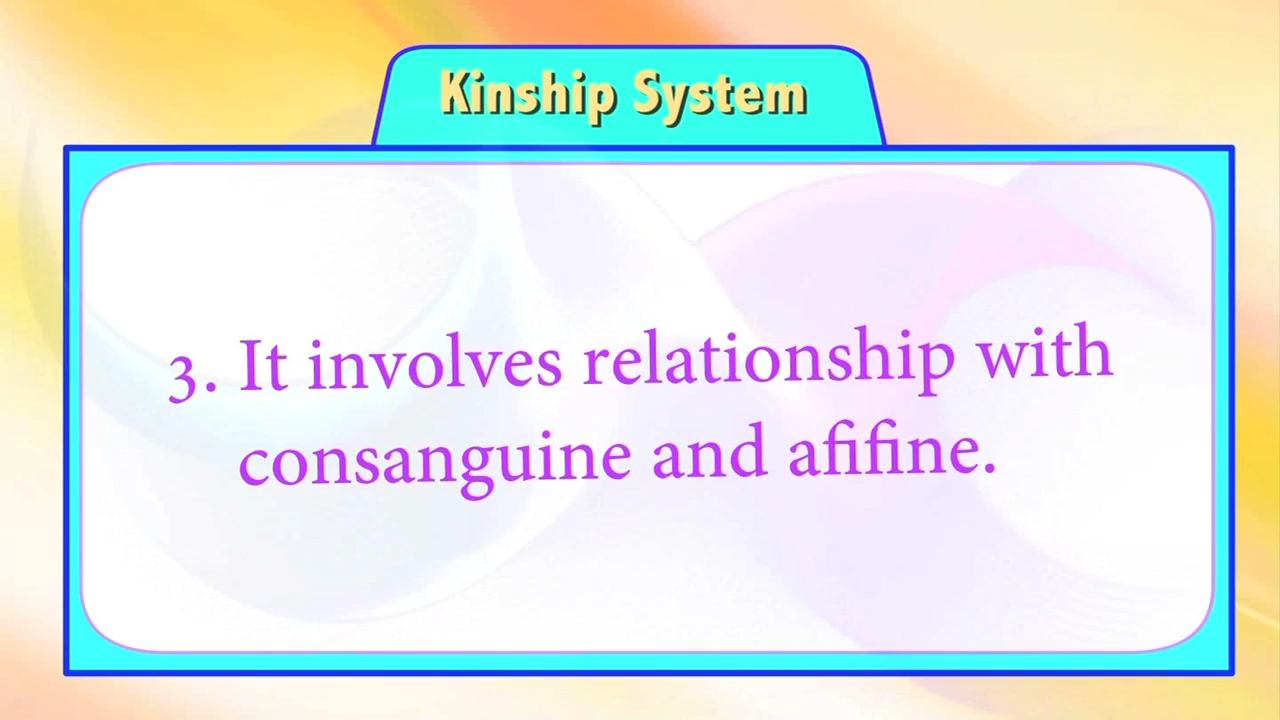 Kinship System
3. It involves relationship with
consanguine and afifine.